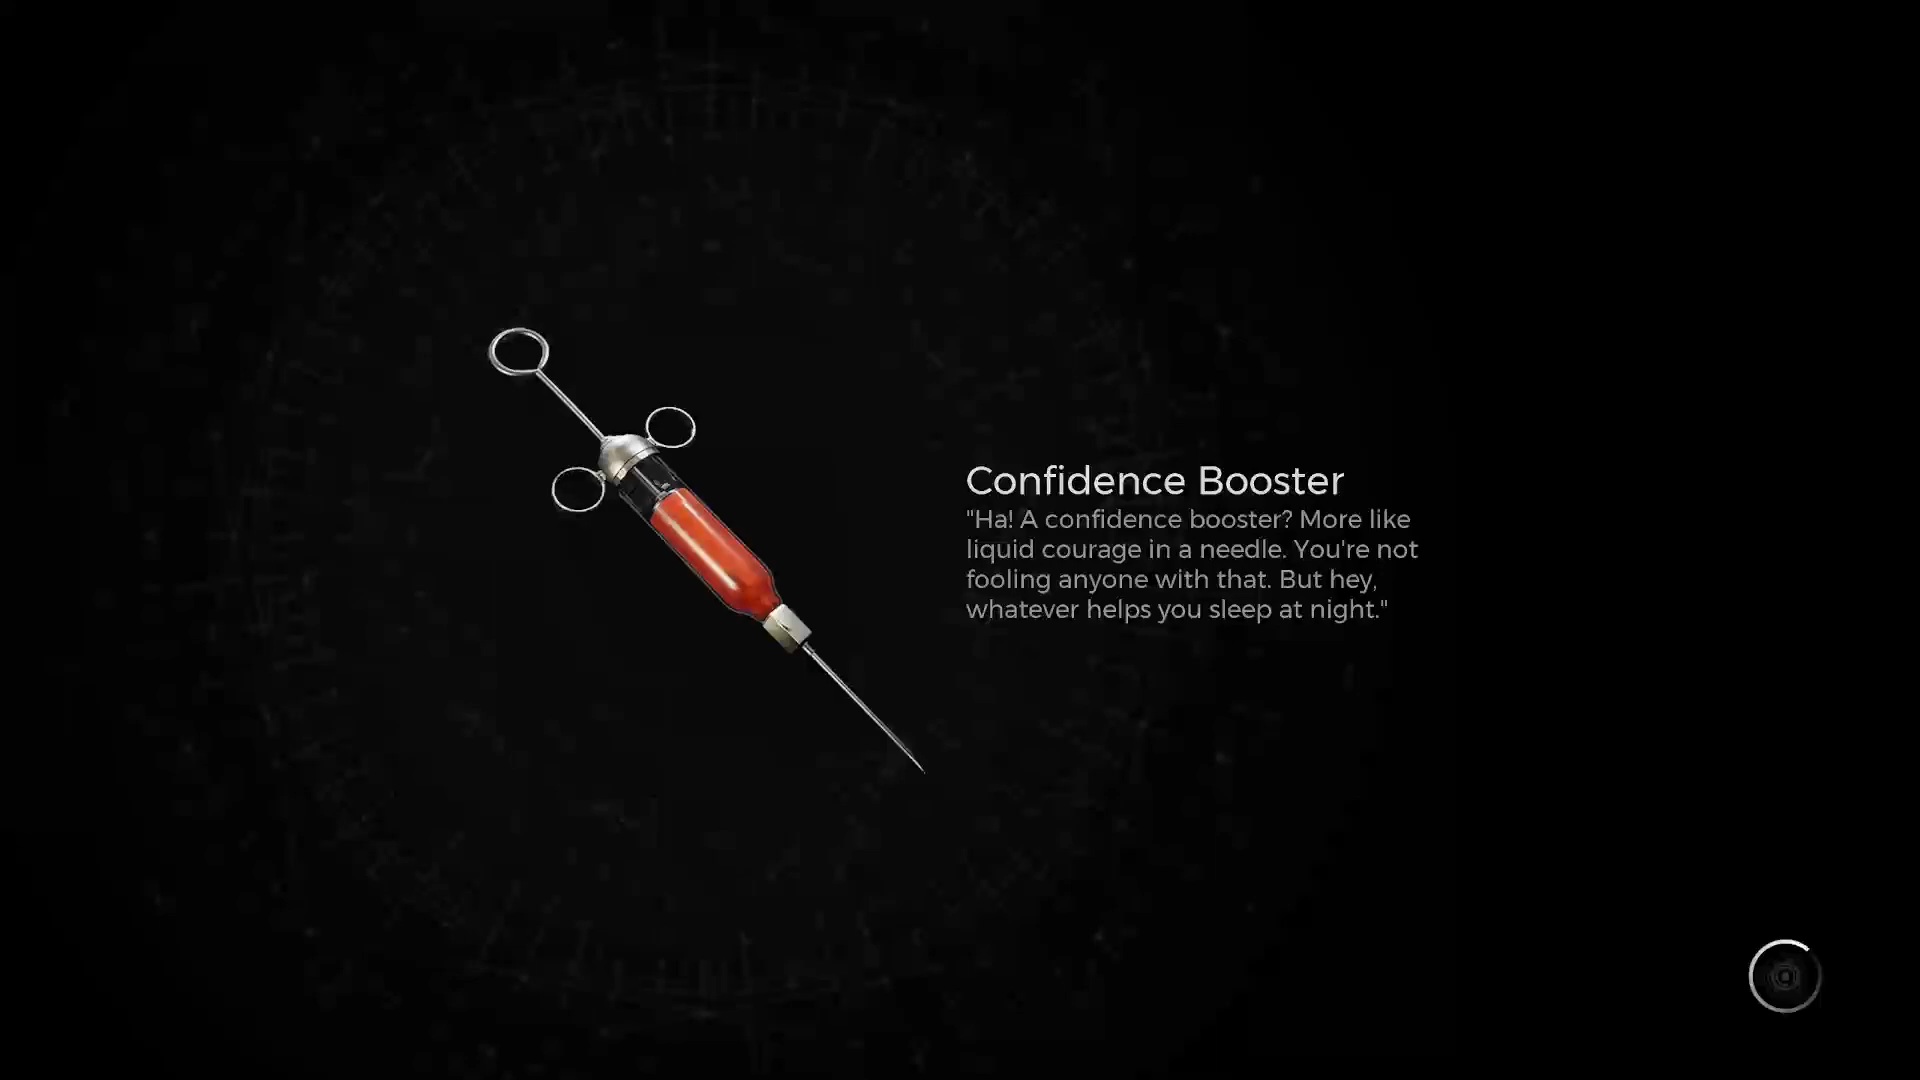 Confidence Booster
"Ha! A confidence booster? More like
liquid courage in a needle. You're not
fooling anyone with that. But hey,
whatever helps you sleep at night."